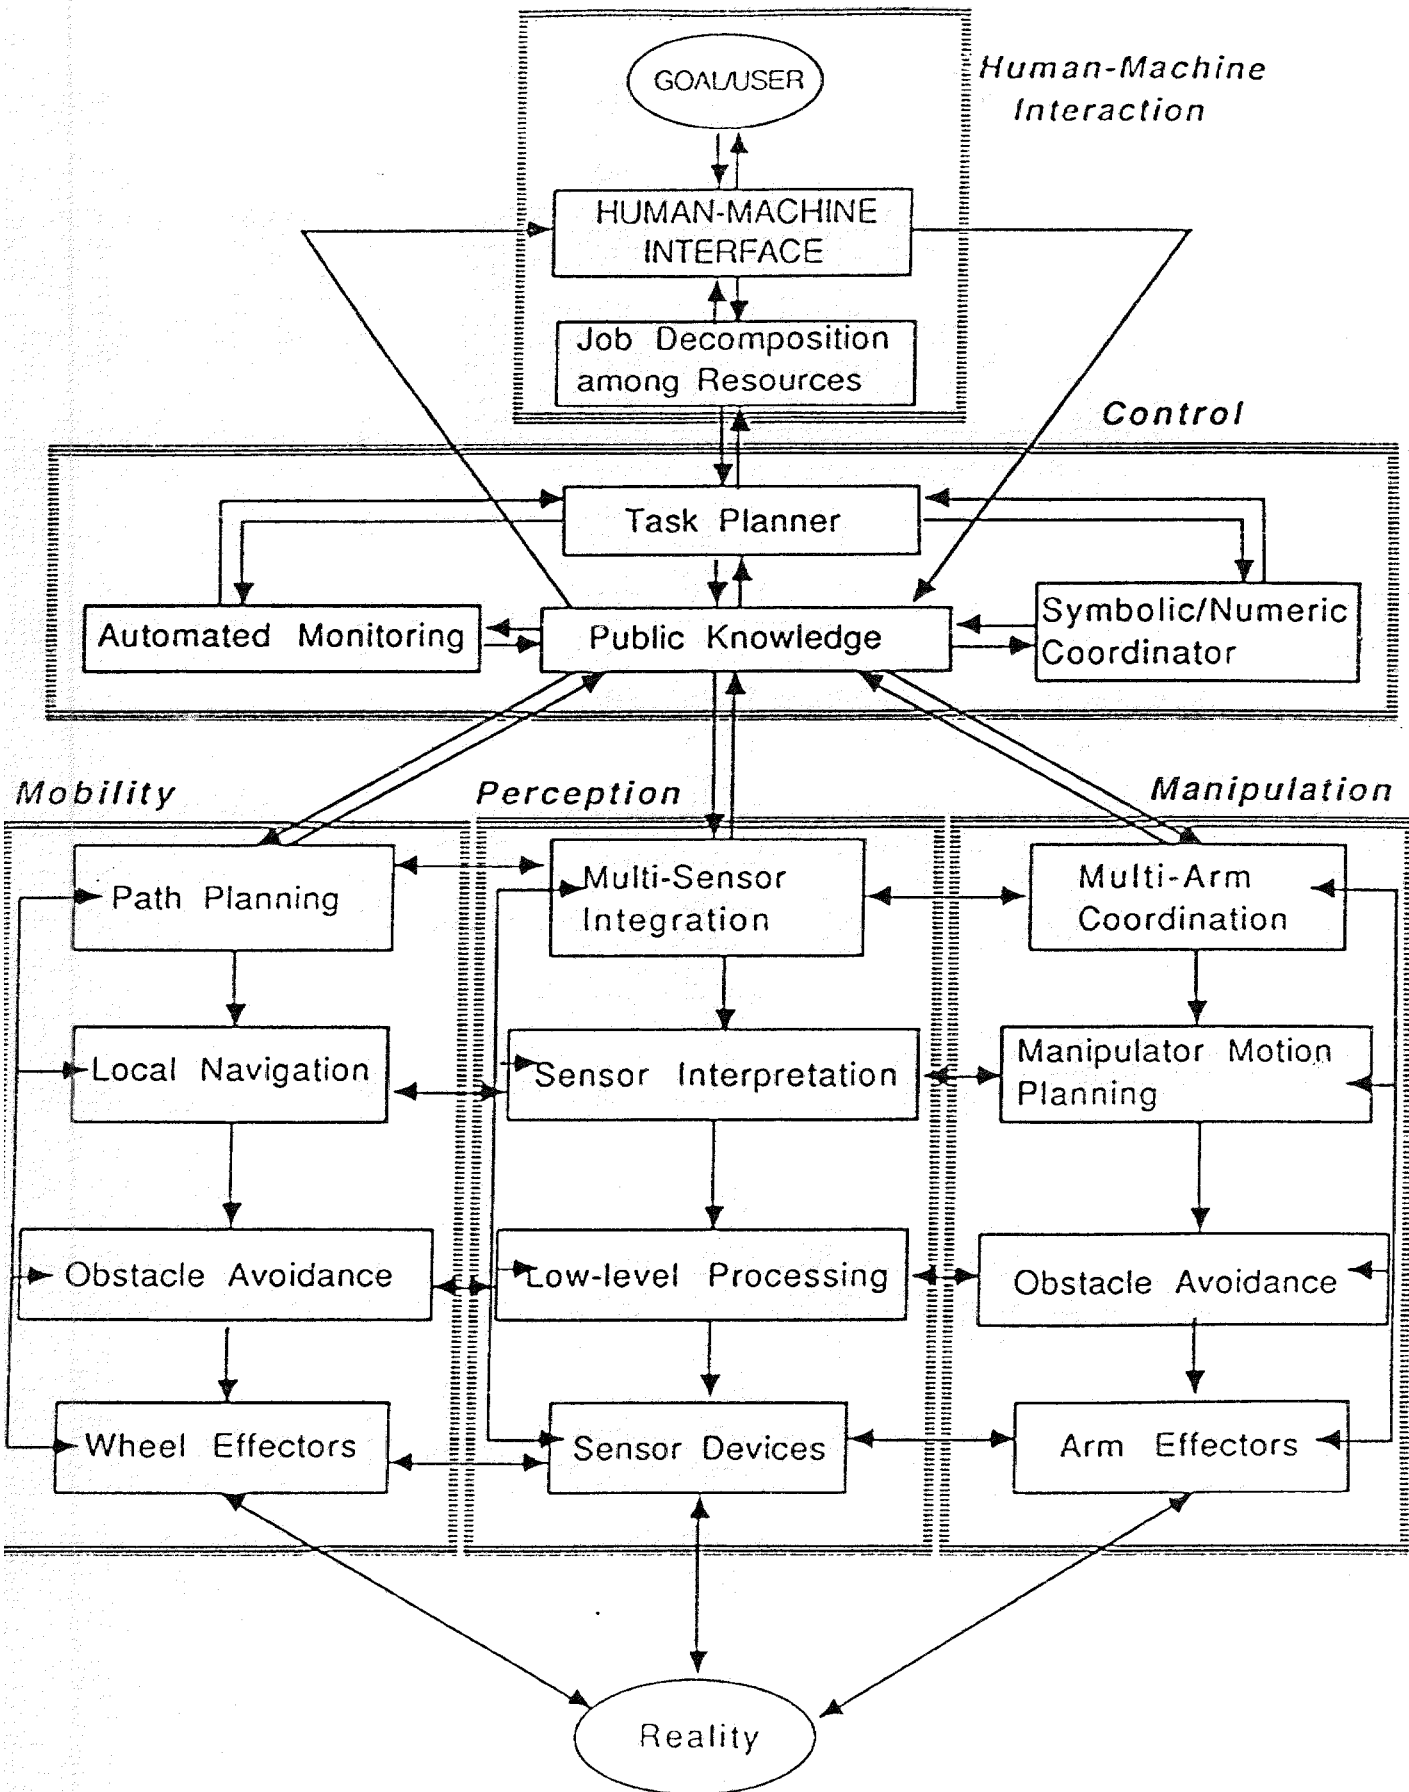 GOAL/USER
Human-Machine
Interaction
HUMAN-MACHINE
INTERFACE
Job Decomposition
among Resources
Control
Task Planner
Automated Monitoring
Public Knowledge
Symbolic/Numeric
Coordinator
Mobility
Perception
Manipulation
Path Planning
Multi-Sensor
Integration
Multi-Arm
Coordination
Local Navigation
Sensor Interpretation
Manipulator Motion
Planning
Obstacle Avoidance
Low-level Processing
Obstacle Avoidance
Wheel Effectors
Sensor Devices
Arm Effectors
Reality